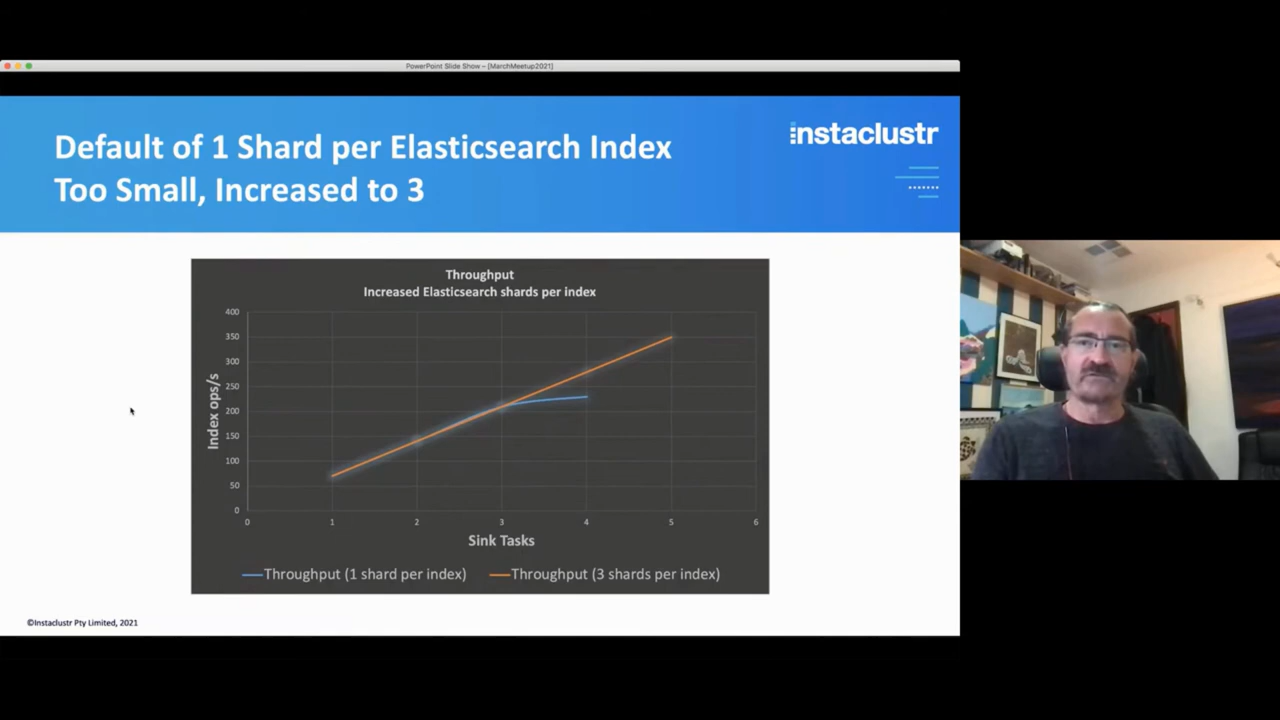 PowerPoint Slide Show – [MarchMeetup2021]
Default of 1 Shard per Elasticsearch Index
Too Small, Increased to 3
instaclustr
Throughput
Increased Elasticsearch shards per index
400
350
300
250
200
150
100
50
0
Index ops/s
0 1 2 3 4 5 6
Sink Tasks
Throughput (1 shard per index) Throughput (3 shards per index)
©Instaclustr Pty Limited, 2021